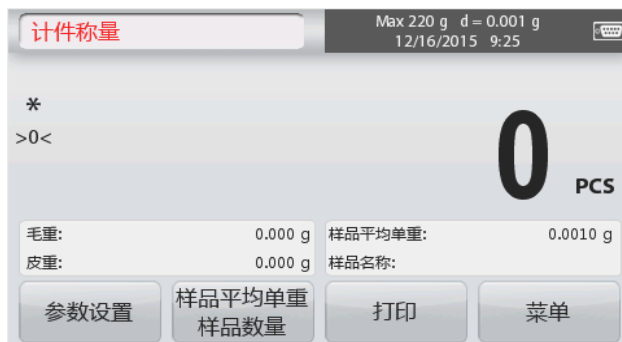 计件称量
Max 220 g d = 0.001 g
12/16/2015 9:25
*
>0<
0
PCS
毛重: 0.000 g
样品平均单重: 0.0010 g
皮重: 0.000 g
样品名称:
参数设置
样品平均单重
样品数量
打印
菜单